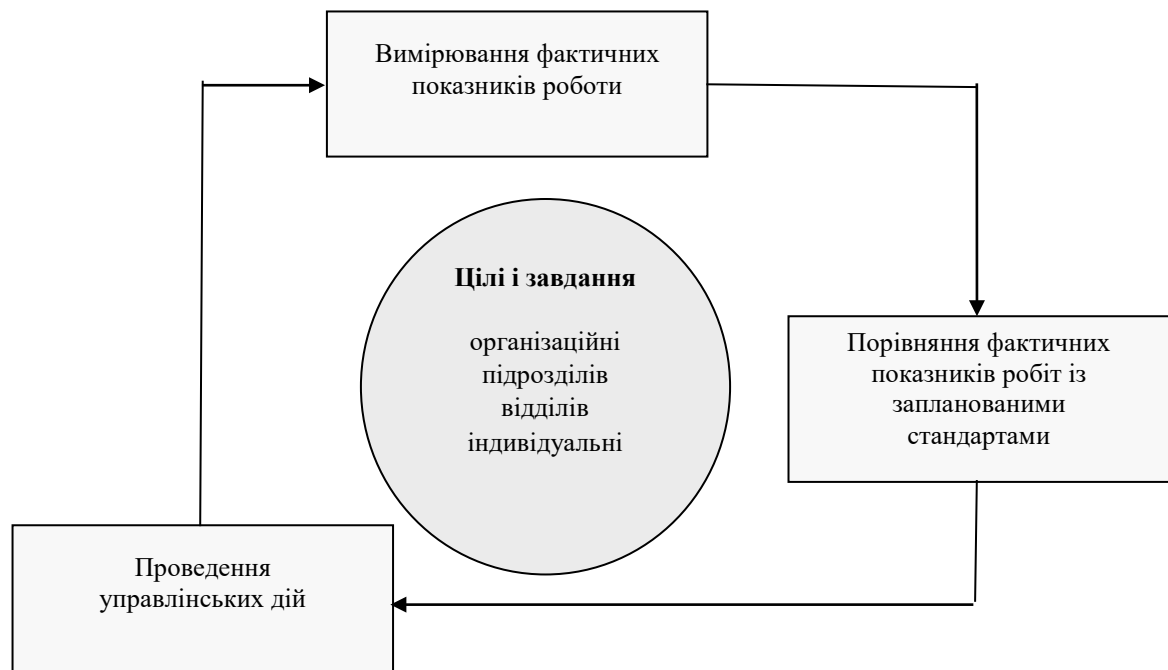 Вимірювання фактичних
показників роботи
Цілі і завдання
організаційні
підрозділів
відділів
індивідуальні
Порівняння фактичних
показників робіт із
запланованими
стандартами
Проведення
управлінських дій